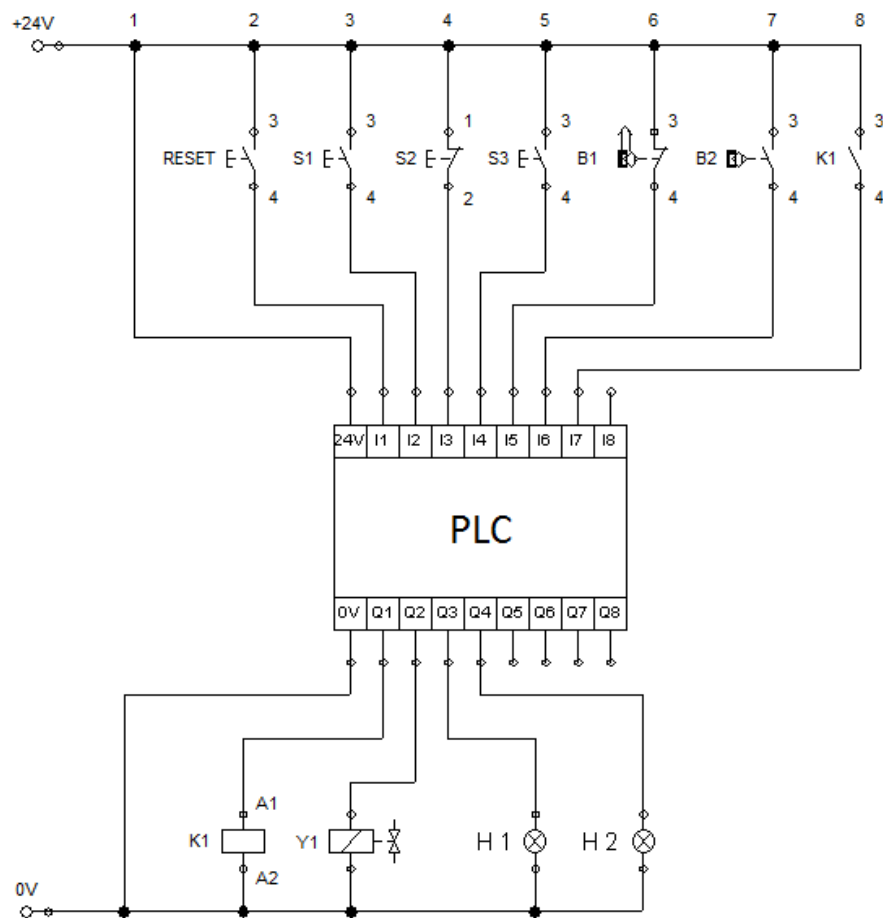 +24V 1 2 3 4 5 6 7 8
3 3 1 3 3 3 3
RESET S1 S2 S3 B1 B2 K1
4 4 2 4 4 4 4
24V I1 I2 I3 I4 I5 I6 I7 I8
PLC
0V Q1 Q2 Q3 Q4 Q5 Q6 Q7 Q8
A1
K1 Y1 H 1 H 2
A2
0V